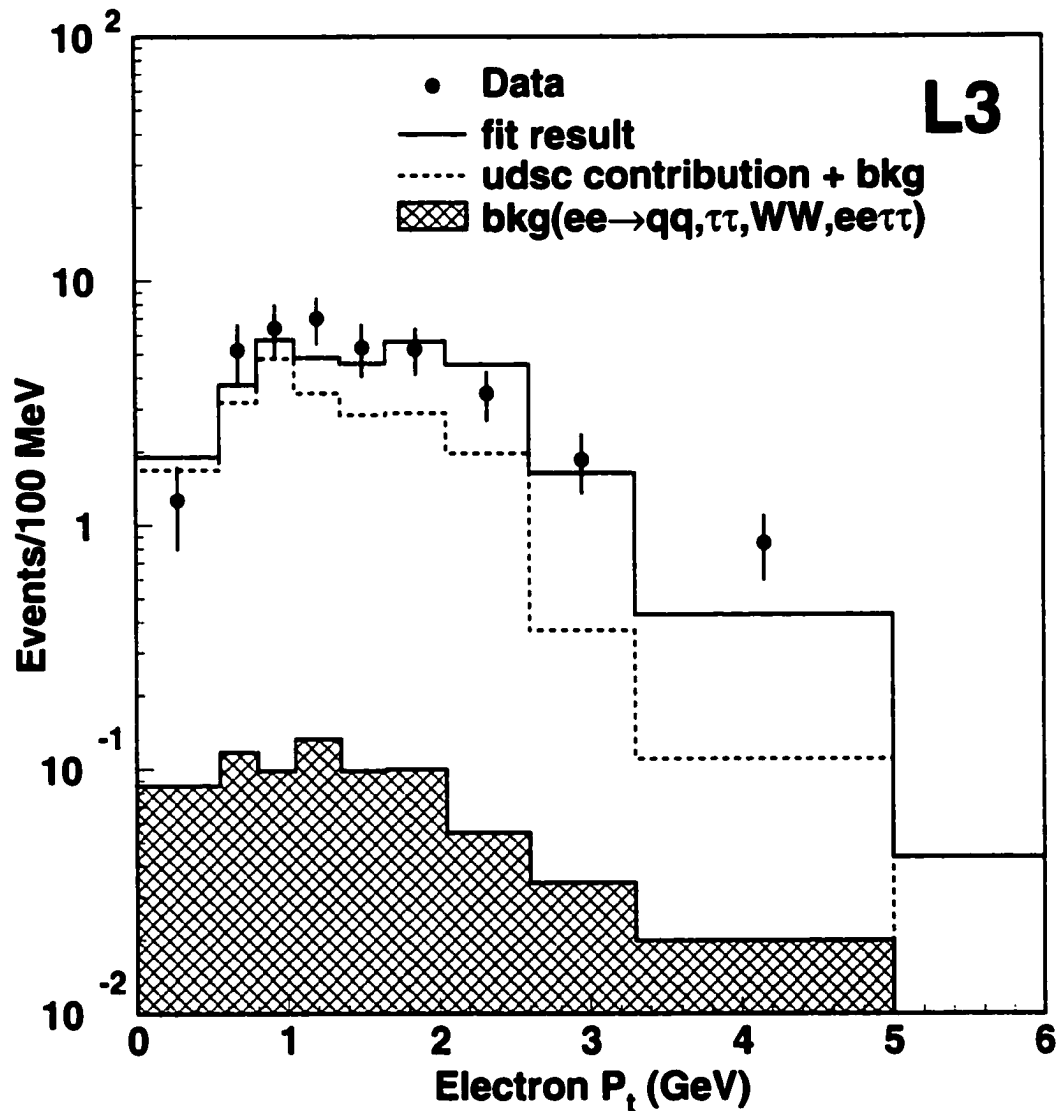 10 2
L3
Data
fit result
udsc contribution + bkg
bkg(ee→qq,ττ,WW,eeττ)
10
1
10 -1
10 -2
Events/100 MeV
0 1 2 3 4 5 6
Electron Pt (GeV)